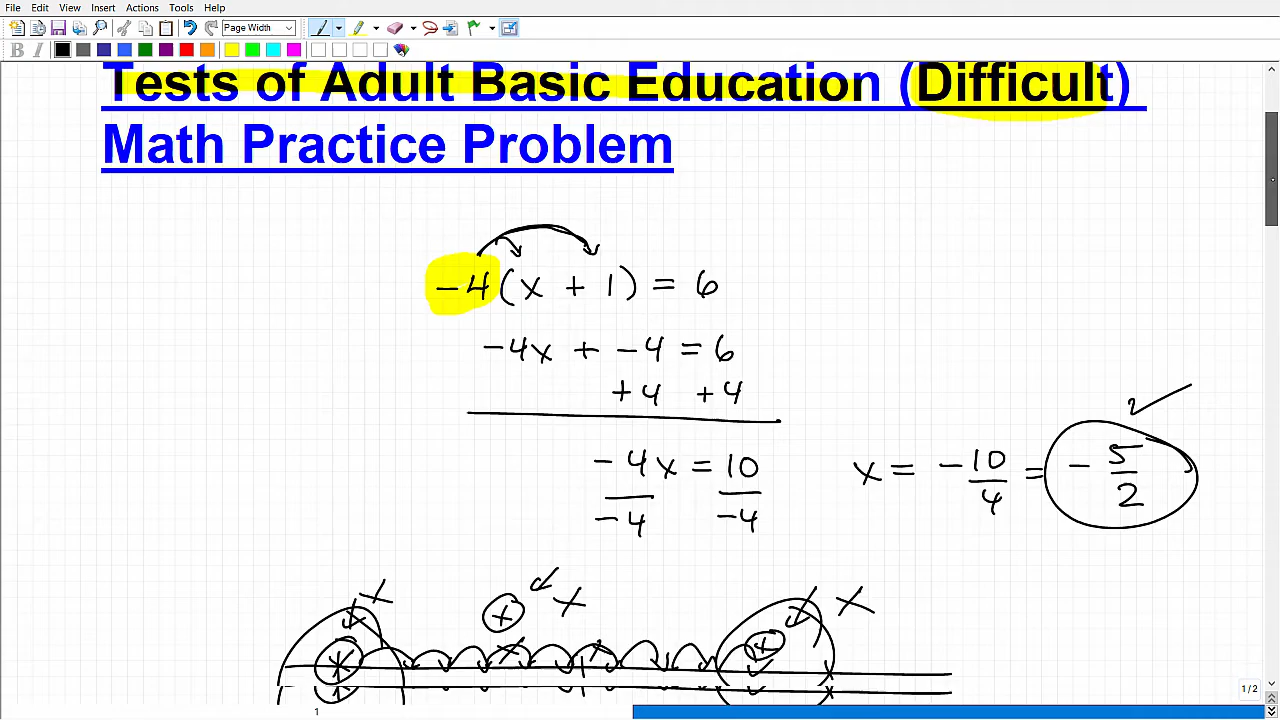 File Edit View Insert Actions Tools Help
Page Width
B I
Tests of Adult Basic Education (Difficult)
Math Practice Problem
-4(x + 1) = 6
-4x + -4 = 6
+4 +4
-4x = 10
-4 -4
x = -10/4 = -5/2
x + x x x
x x x + x
1/2
1